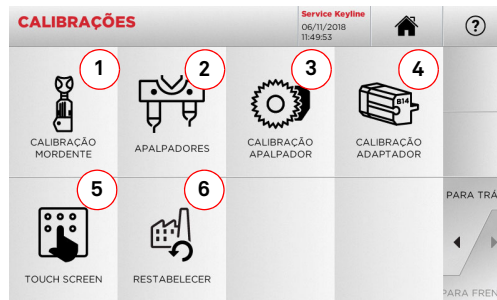 CALIBRAÇÕES
Service Keyline
06/11/2018
11:49:53
?
1
2
3
4
B14
CALIBRAÇÃO
MORDENTE
APALPADORES
CALIBRAÇÃO
APALPADOR
CALIBRAÇÃO
ADAPTADOR
5
6
PARA TRÁ
TOUCH SCREEN
RESTABELECER
PARA FREN